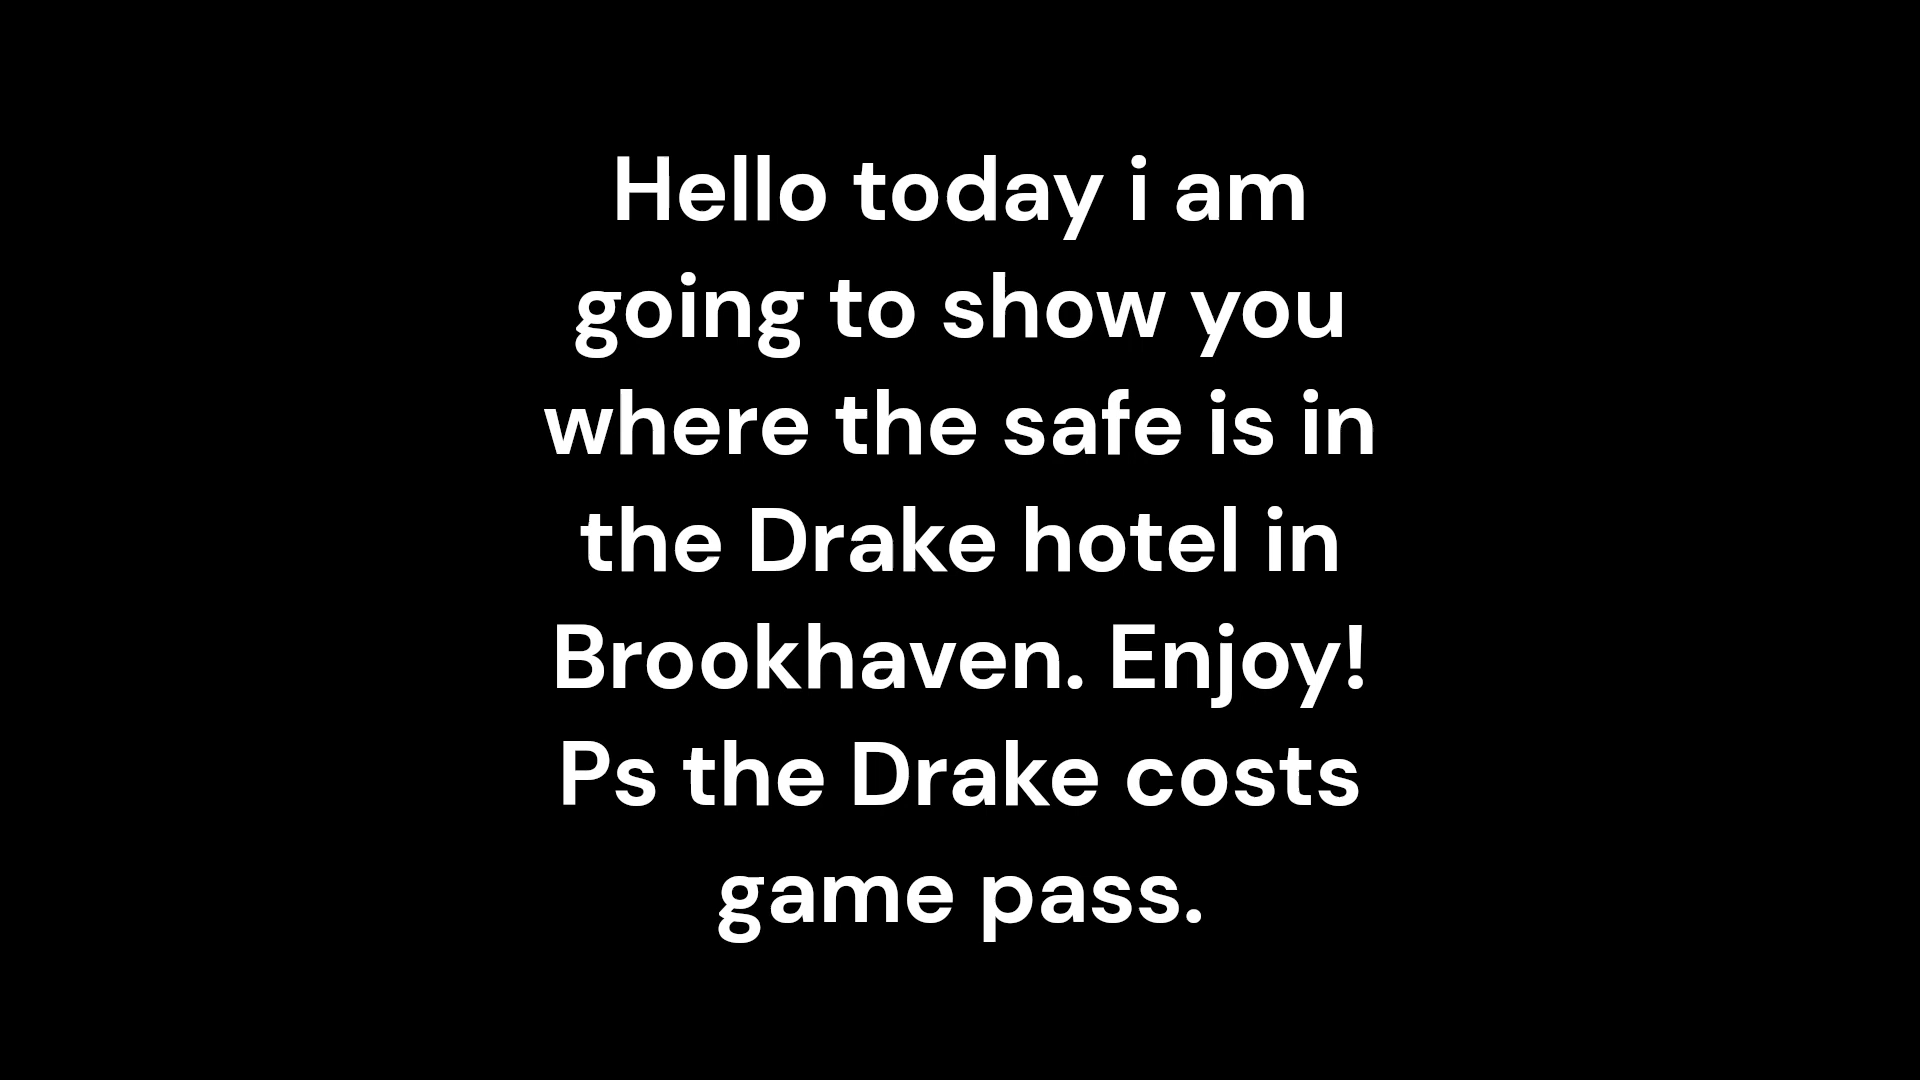 Hello today i am
going to show you
where the safe is in
the Drake hotel in
Brookhaven. Enjoy!
Ps the Drake costs
game pass.